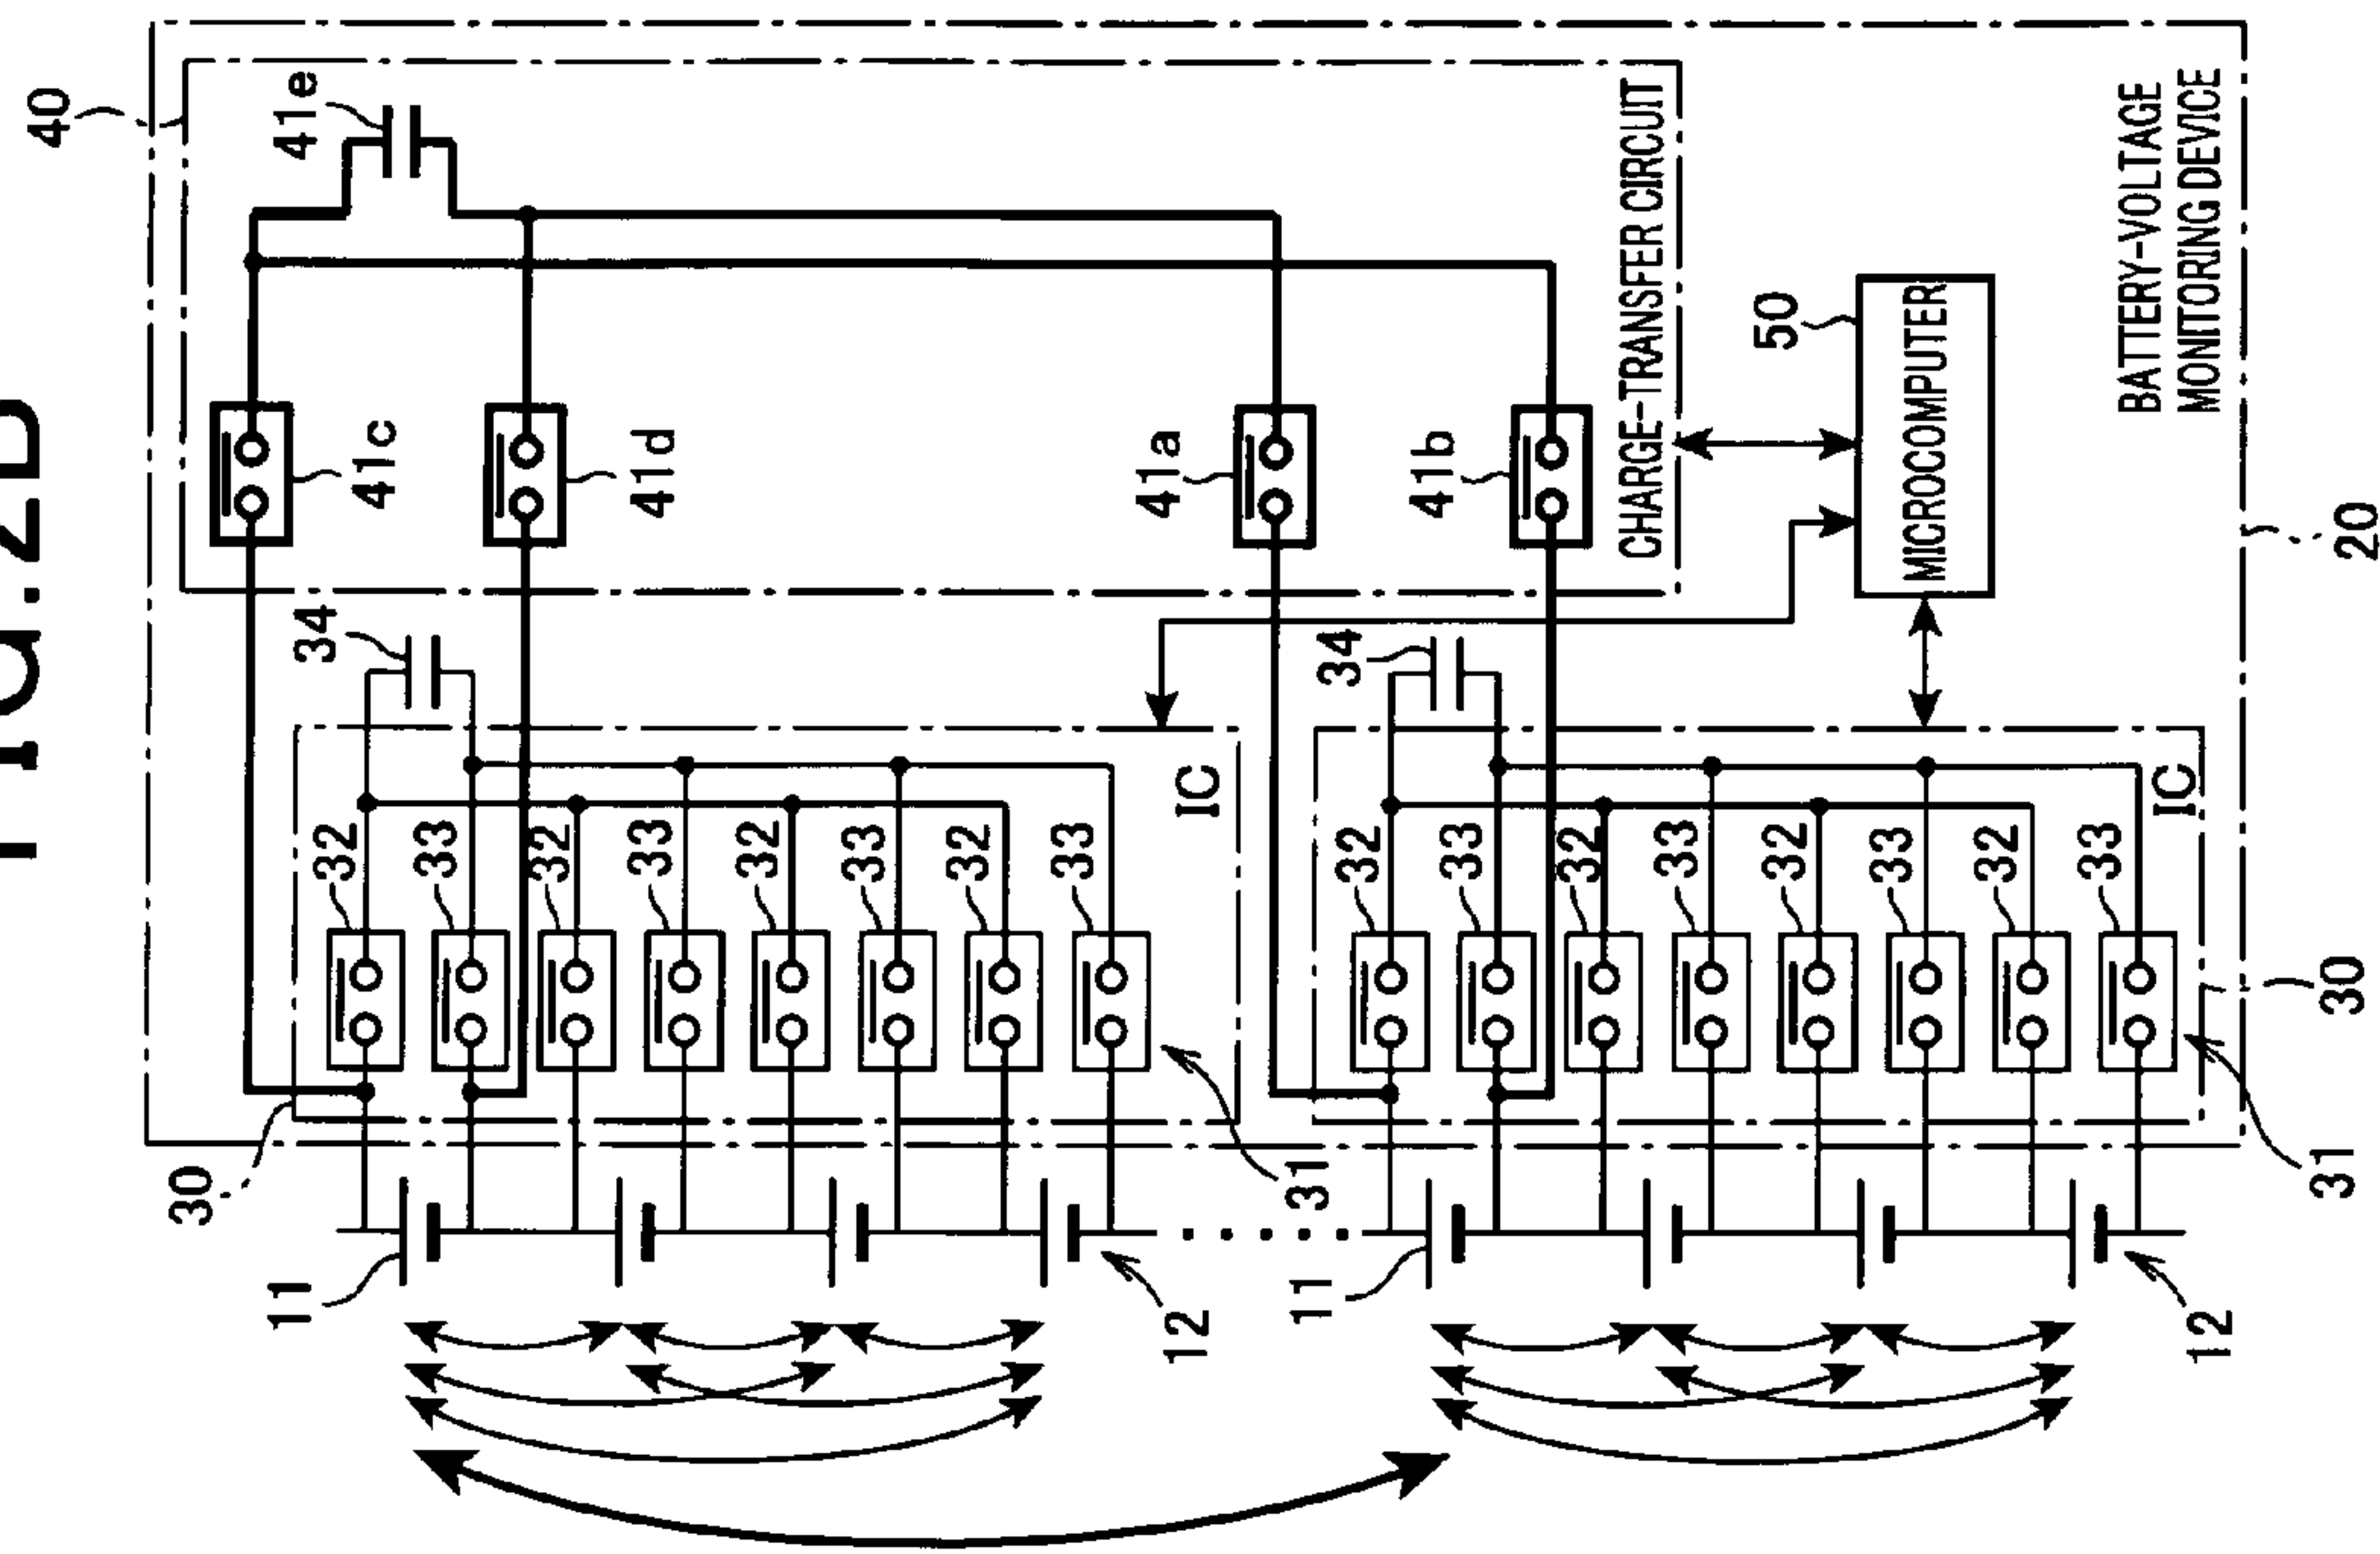 FIG.2B
40
41e
41c
41d
41a
41b
CHARGE-TRANSFER CIRCUIT
50
MICROCOMPUTER
BATTERY-VOLTAGE
MONITORING DEVICE
20
34
34
32
33
32
33
32
33
32
33
IC
32
33
32
33
32
33
32
33
IC
30
31
30
31
11
12
11
12